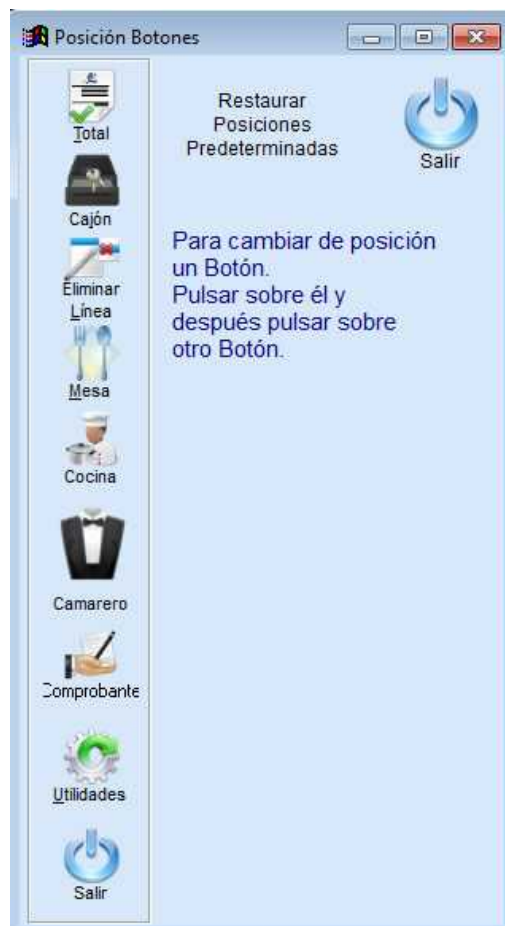 Posición Botones
Total
Cajón
Eliminar
Línea
Mesa
Cocina
Camarero
Comprobante
Utilidades
Salir
Restaurar
Posiciones
Predeterminadas
Salir
Para cambiar de posición
un Botón.
Pulsar sobre él y
después pulsar sobre
otro Botón.